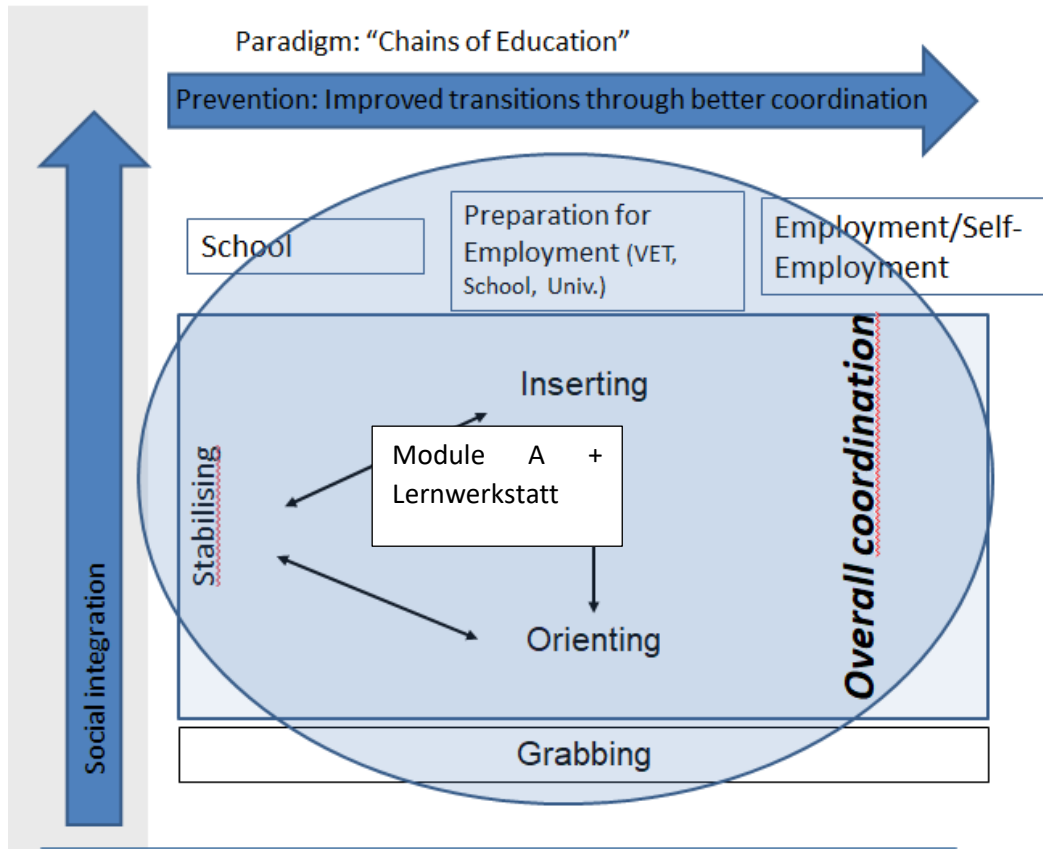 Paradigm: “Chains of Education”
Prevention: Improved transitions through better coordination
School
Preparation for
Employment (VET,
School, Univ.)
Employment/Self-
Employment
Inserting
Module A +
Lernwerkstatt
Stabilising
Orienting
Overall coordination
Grabbing
Social integration